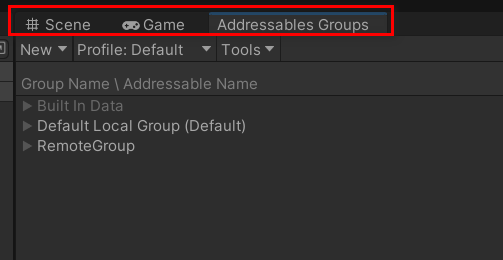 Scene Game Addressables Groups
New Profile: Default Tools
Group Name \ Addressable Name
Built In Data
Default Local Group (Default)
RemoteGroup